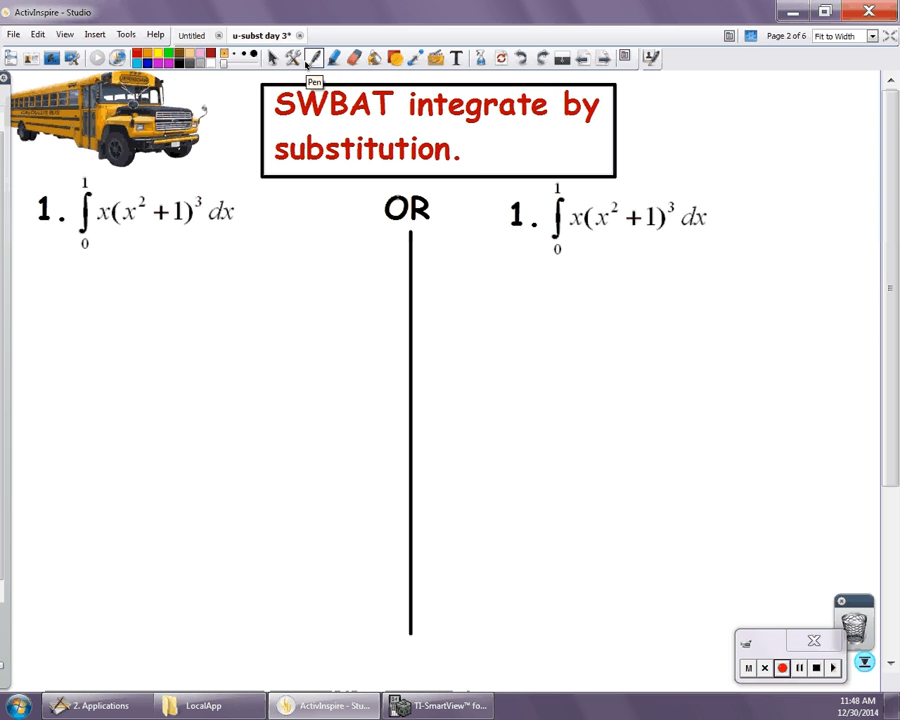 ActivInspire - Studio
File Edit View Insert Tools Help Untitled u-subst day 3* Page 2 of 6 Fit to Width
Pen
SWBAT integrate by
substitution.
1. ∫₀¹ x(x² + 1)³ dx OR 1. ∫₀¹ x(x² + 1)³ dx
M
2. Applications LocalApp ActivInspire - Stu... TI-SmartView™ fo... 11:48 AM
12/30/2014